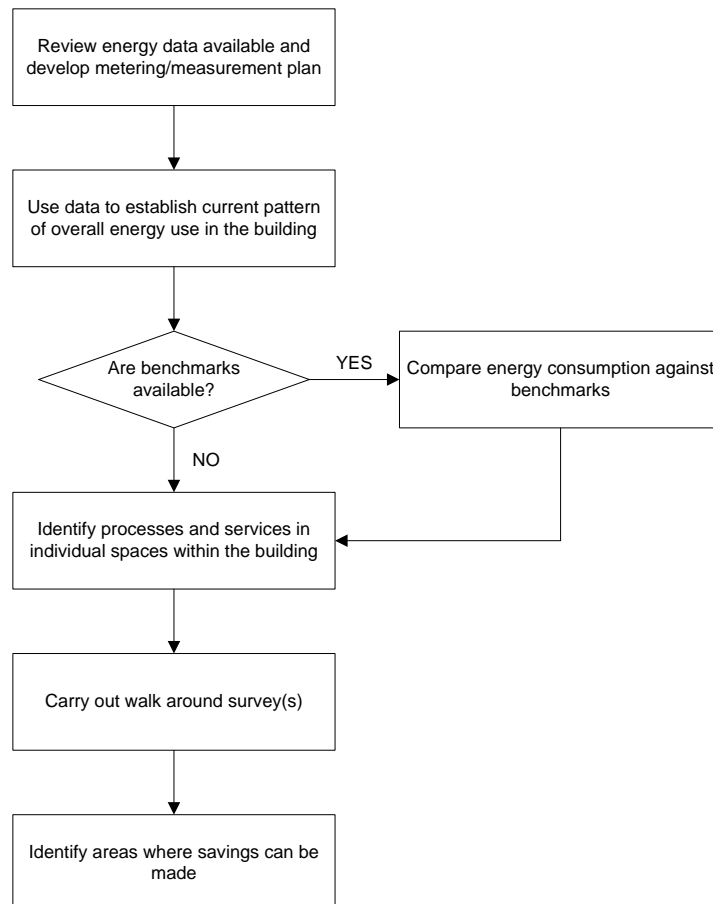 Review energy data available and
develop metering/measurement plan
Use data to establish current pattern
of overall energy use in the building
Are benchmarks
available?
YES
Compare energy consumption against
benchmarks
NO
Identify processes and services in
individual spaces within the building
Carry out walk around survey(s)
Identify areas where savings can be
made